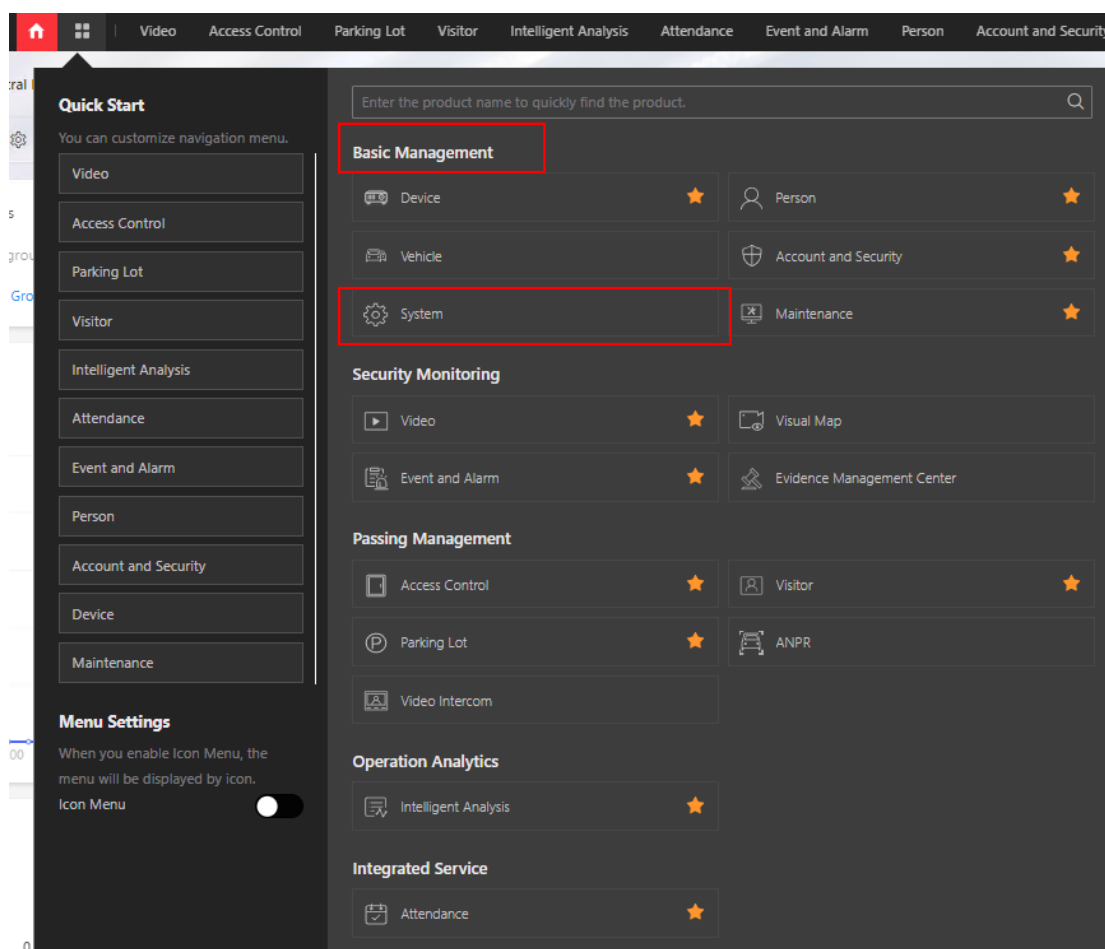 Video Access Control Parking Lot Visitor Intelligent Analysis Attendance Event and Alarm Person Account and Security
Quick Start
You can customize navigation menu.
Video
Access Control
Parking Lot
Visitor
Intelligent Analysis
Attendance
Event and Alarm
Person
Account and Security
Device
Maintenance
Menu Settings
When you enable Icon Menu, the
menu will be displayed by icon.
Icon Menu
Enter the product name to quickly find the product.
Basic Management
Device Person
Vehicle Account and Security
System Maintenance
Security Monitoring
Video Visual Map
Event and Alarm Evidence Management Center
Passing Management
Access Control Visitor
Parking Lot ANPR
Video Intercom
Operation Analytics
Intelligent Analysis
Integrated Service
Attendance